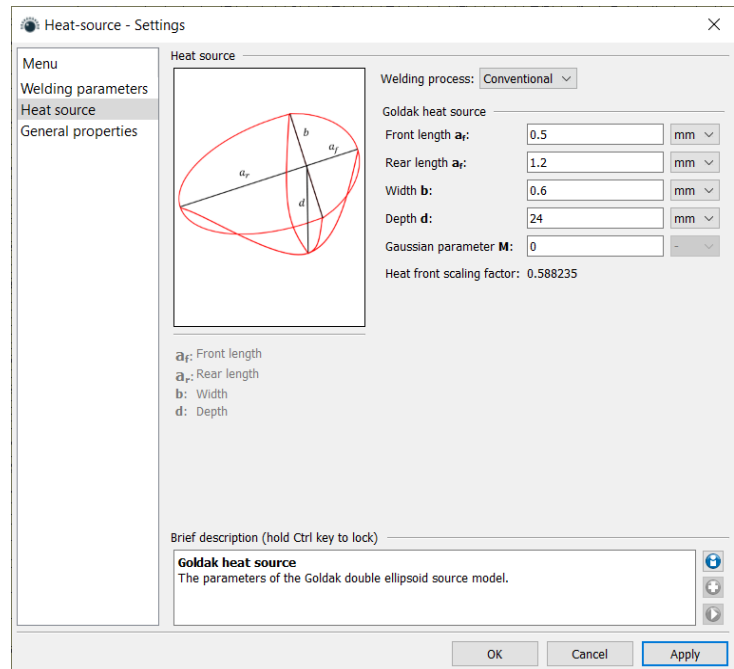 Heat-source - Settings
Menu
Welding parameters
Heat source
General properties
Heat source
b
af
ar
d
af: Front length
ar: Rear length
b: Width
d: Depth
Welding process: Conventional
Goldak heat source
Front length af: 0.5 mm
Rear length ar: 1.2 mm
Width b: 0.6 mm
Depth d: 24 mm
Gaussian parameter M: 0 -
Heat front scaling factor: 0.588235
Brief description (hold Ctrl key to lock)
Goldak heat source
The parameters of the Goldak double ellipsoid source model.
OK Cancel Apply